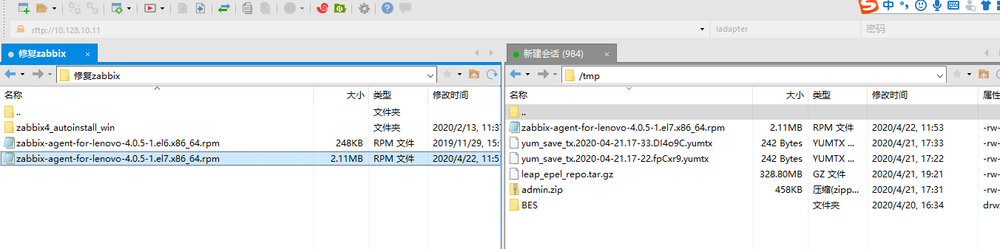 中
sftp://10.128.10.11 iadapter 密码
修复zabbix × 新建会话 (984) ×
修复zabbix /tmp
名称 大小 类型 修改时间 名称 大小 类型 修改时间 属性
.. 文件夹 ..
zabbix4_autoinstall_win 文件夹 2020/2/13, 11:37 zabbix-agent-for-lenovo-4.0.5-1.el7.x86_64.rpm 2.11MB RPM 文件 2020/4/22, 11:53 -rw-
zabbix-agent-for-lenovo-4.0.5-1.el6.x86_64.rpm 248KB RPM 文件 2019/11/29, 15: yum_save_tx.2020-04-21.17-33.DI4o9C.yumtx 242 Bytes YUMTX ... 2020/4/21, 17:33 -rw-
zabbix-agent-for-lenovo-4.0.5-1.el7.x86_64.rpm 2.11MB RPM 文件 2020/4/22, 11:51 yum_save_tx.2020-04-21.17-22.fpCxr9.yumtx 242 Bytes YUMTX ... 2020/4/21, 17:22 -rw-
leap_epel_repo.tar.gz 328.80MB GZ 文件 2020/4/21, 19:21 -rw-
admin.zip 458KB 压缩(zipp... 2020/4/21, 17:31 -rw-
BES 文件夹 2020/4/20, 16:34 drwx